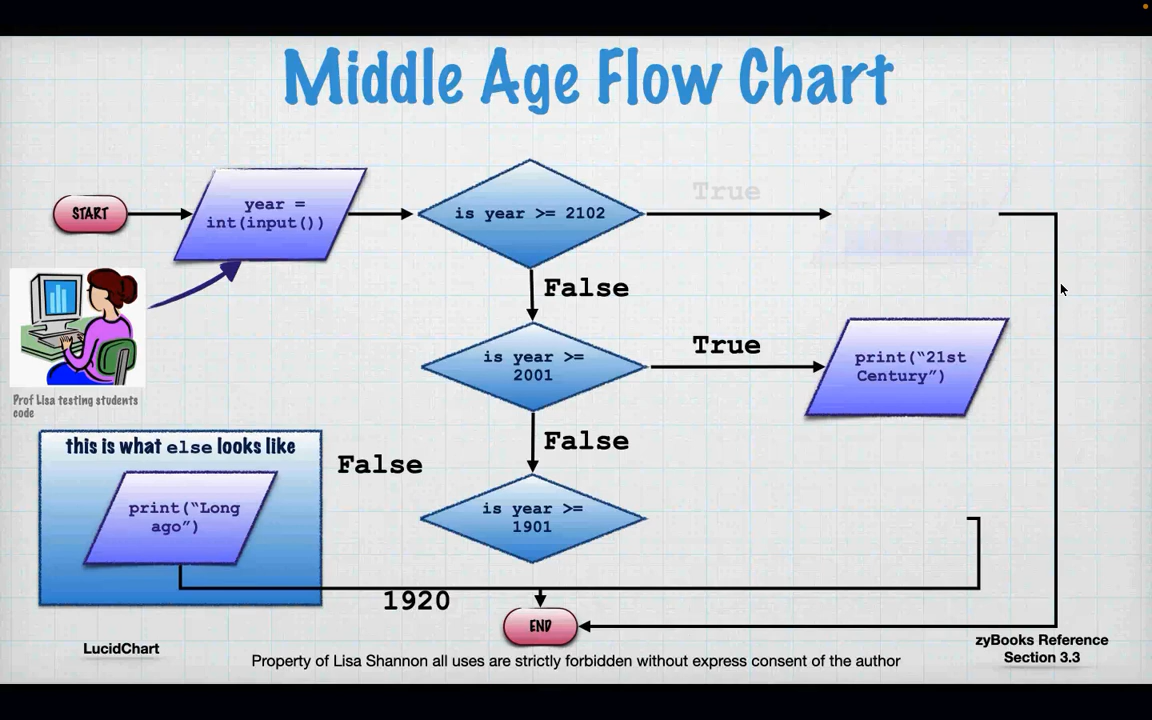 Middle Age Flow Chart
START
year =
int(input())
is year >= 2102
True
False
is year >=
2001
True
print("21st
Century")
Prof Lisa testing students
code
False
this is what else looks like
print("Long
ago")
False
is year >=
1901
1920
END
LucidChart
zyBooks Reference
Section 3.3
Property of Lisa Shannon all uses are strictly forbidden without express consent of the author